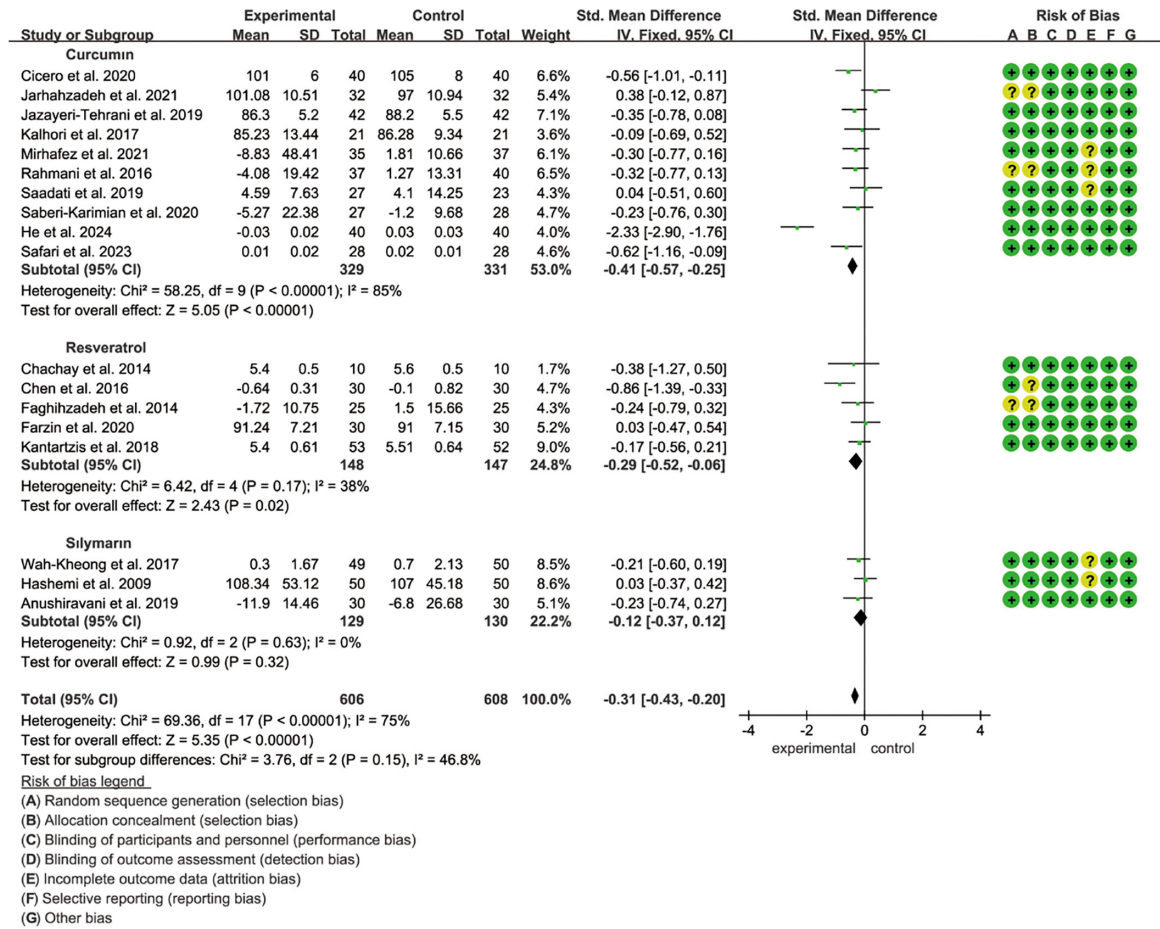 Experimental Control Std. Mean Difference Std. Mean Difference Risk of Bias
Study or Subgroup Mean SD Total Mean SD Total Weight IV, Fixed, 95% CI IV, Fixed, 95% CI A B C D E F G
Curcumın
Cicero et al. 2020 101 6 40 105 8 40 6.6% -0.56 [-1.01, -0.11] + + + + + + +
Jarhahzadeh et al. 2021 101.08 10.51 32 97 10.94 32 5.4% 0.38 [-0.12, 0.87] ? ? + + + + +
Jazayeri-Tehrani et al. 2019 86.3 5.2 42 88.2 5.5 42 7.1% -0.35 [-0.78, 0.08] + + + + + + +
Kalhori et al. 2017 85.23 13.44 21 86.28 9.34 21 3.6% -0.09 [-0.69, 0.52] + + + + + + +
Mirhafez et al. 2021 -8.83 48.41 35 1.81 10.66 37 6.1% -0.30 [-0.77, 0.16] + + + + ? + +
Rahmani et al. 2016 -4.08 19.42 37 1.27 13.31 40 6.5% -0.32 [-0.77, 0.13] ? ? + + ? + +
Saadati et al. 2019 4.59 7.63 27 4.1 14.25 23 4.3% 0.04 [-0.51, 0.60] + + + + ? + +
Saberi-Karimian et al. 2020 -5.27 22.38 27 -1.2 9.68 28 4.7% -0.23 [-0.76, 0.30] + + + + + + +
He et al. 2024 -0.03 0.02 40 0.03 0.03 40 4.0% -2.33 [-2.90, -1.76] + + + + + + +
Safari et al. 2023 0.01 0.02 28 0.02 0.01 28 4.6% -0.62 [-1.16, -0.09] + + + + + + +
Subtotal (95% CI) 329 331 53.0% -0.41 [-0.57, -0.25]
Heterogeneity: Chi² = 58.25, df = 9 (P < 0.00001); I² = 85%
Test for overall effect: Z = 5.05 (P < 0.00001)
Resveratrol
Chachay et al. 2014 5.4 0.5 10 5.6 0.5 10 1.7% -0.38 [-1.27, 0.50] + + + + + + +
Chen et al. 2016 -0.64 0.31 30 -0.1 0.82 30 4.7% -0.86 [-1.39, -0.33] + ? + + + + +
Faghihzadeh et al. 2014 -1.72 10.75 25 1.5 15.66 25 4.3% -0.24 [-0.79, 0.32] ? ? + + + + +
Farzin et al. 2020 91.24 7.21 30 91 7.15 30 5.2% 0.03 [-0.47, 0.54] + + + + + + +
Kantartzis et al. 2018 5.4 0.61 53 5.51 0.64 52 9.0% -0.17 [-0.56, 0.21] + + + + + + +
Subtotal (95% CI) 148 147 24.8% -0.29 [-0.52, -0.06]
Heterogeneity: Chi² = 6.42, df = 4 (P = 0.17); I² = 38%
Test for overall effect: Z = 2.43 (P = 0.02)
Sılymarın
Wah-Kheong et al. 2017 0.3 1.67 49 0.7 2.13 50 8.5% -0.21 [-0.60, 0.19] + + + + ? + +
Hashemi et al. 2009 108.34 53.12 50 107 45.18 50 8.6% 0.03 [-0.37, 0.42] + + + + ? + +
Anushiravani et al. 2019 -11.9 14.46 30 -6.8 26.68 30 5.1% -0.23 [-0.74, 0.27] + + + + + + +
Subtotal (95% CI) 129 130 22.2% -0.12 [-0.37, 0.12]
Heterogeneity: Chi² = 0.92, df = 2 (P = 0.63); I² = 0%
Test for overall effect: Z = 0.99 (P = 0.32)
Total (95% CI) 606 608 100.0% -0.31 [-0.43, -0.20]
Heterogeneity: Chi² = 69.36, df = 17 (P < 0.00001); I² = 75%
Test for overall effect: Z = 5.35 (P < 0.00001)
Test for subgroup differences: Chi² = 3.76, df = 2 (P = 0.15), I² = 46.8%
-4 -2 0 2 4
experimental control
Risk of bias legend
(A) Random sequence generation (selection bias)
(B) Allocation concealment (selection bias)
(C) Blinding of participants and personnel (performance bias)
(D) Blinding of outcome assessment (detection bias)
(E) Incomplete outcome data (attrition bias)
(F) Selective reporting (reporting bias)
(G) Other bias